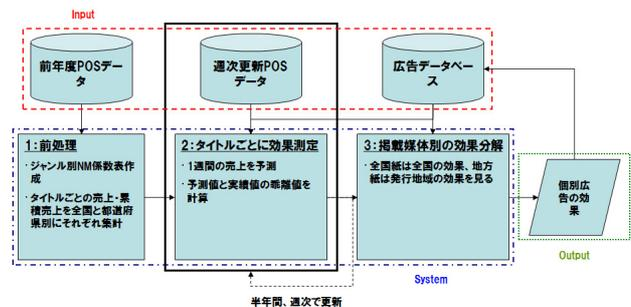 Input
前年度POSデー
タ
週次更新POS
データ
広告データベー
ス
1:前処理
・ジャンル別NM係数表作
成
・タイトルごとの売上・累
積売上を全国と都道府
県別にそれぞれ集計
2:タイトルごとに効果測定
・1週間の売上を予測
・予測値と実績値の乖離値を
計算
3:掲載媒体別の効果分解
・全国紙は全国の効果、地方
紙は発行地域の効果を見る
個別広告の効
果
Output
System
半年間、週次で更新